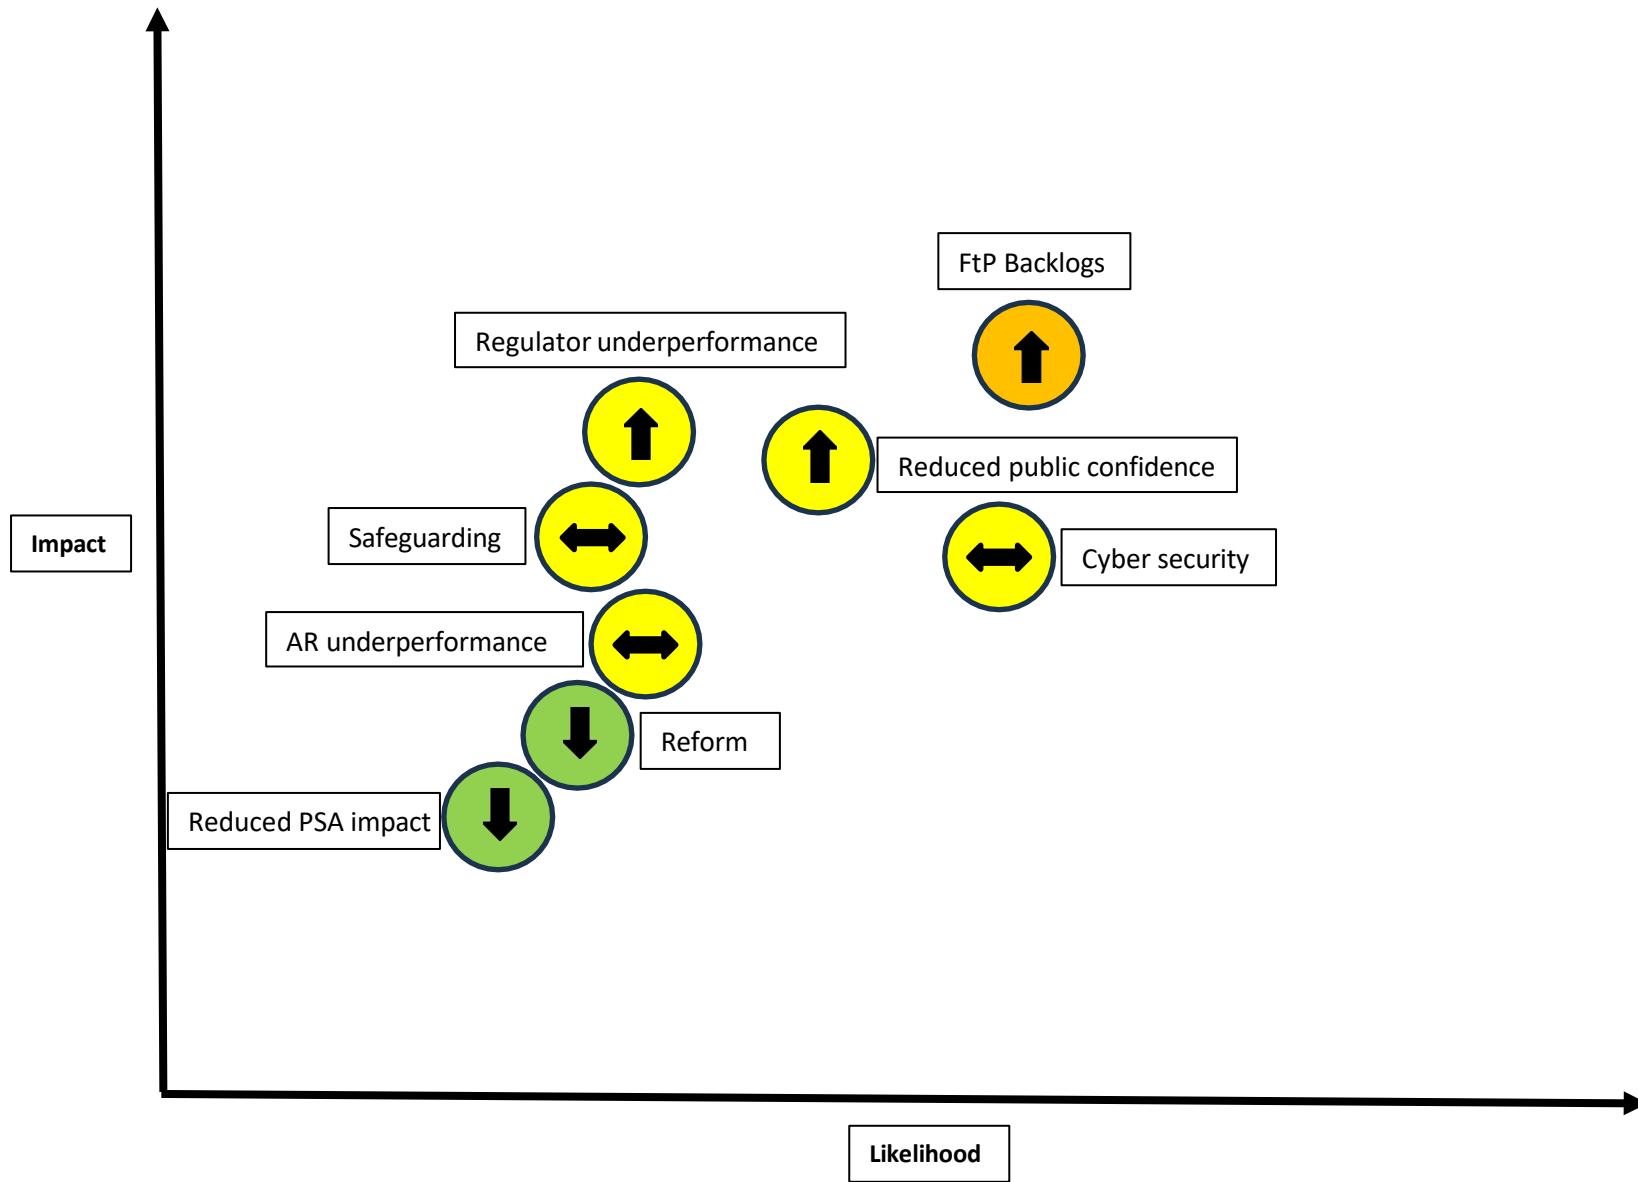 FtP Backlogs
Regulator underperformance
Reduced public confidence
Safeguarding
Impact
Cyber security
AR underperformance
Reform
Reduced PSA impact
Likelihood